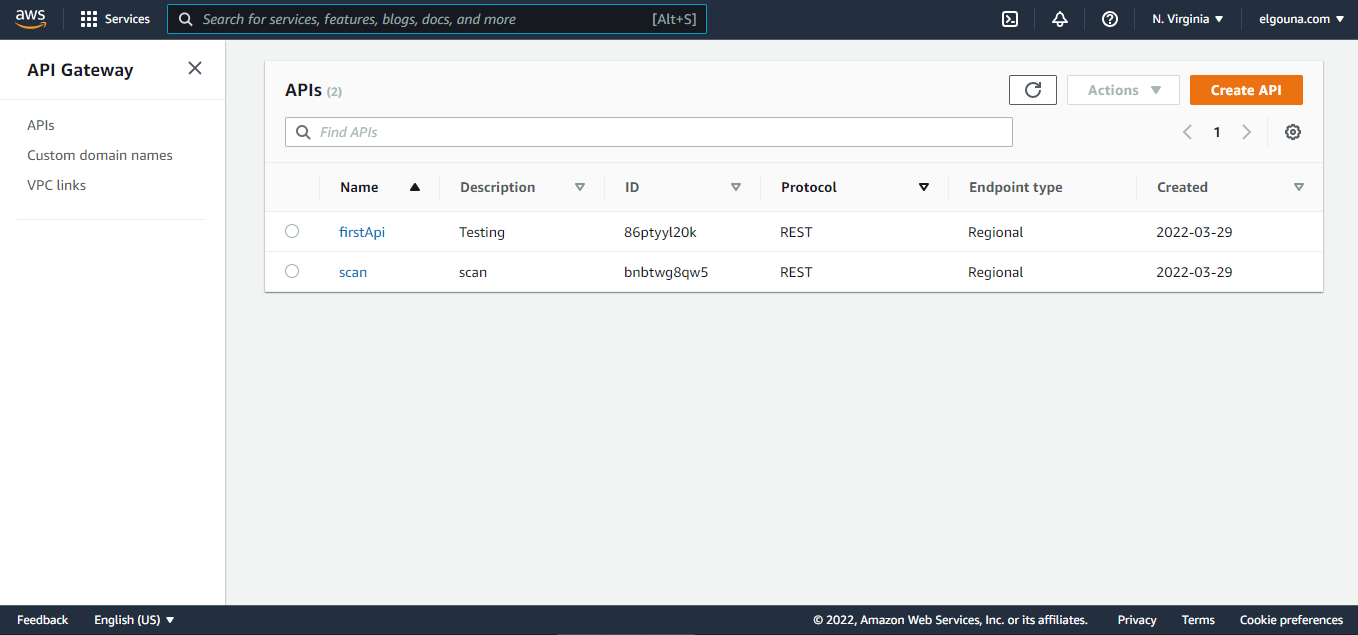 aws Services Search for services, features, blogs, docs, and more [Alt+S] N. Virginia elgouna.com
API Gateway
APIs
Custom domain names
VPC links
APIs (2) Actions Create API
Find APIs 1
Name Description ID Protocol Endpoint type Created
firstApi Testing 86ptyyl20k REST Regional 2022-03-29
scan scan bnbtwg8qw5 REST Regional 2022-03-29
Feedback English (US) © 2022, Amazon Web Services, Inc. or its affiliates. Privacy Terms Cookie preferences